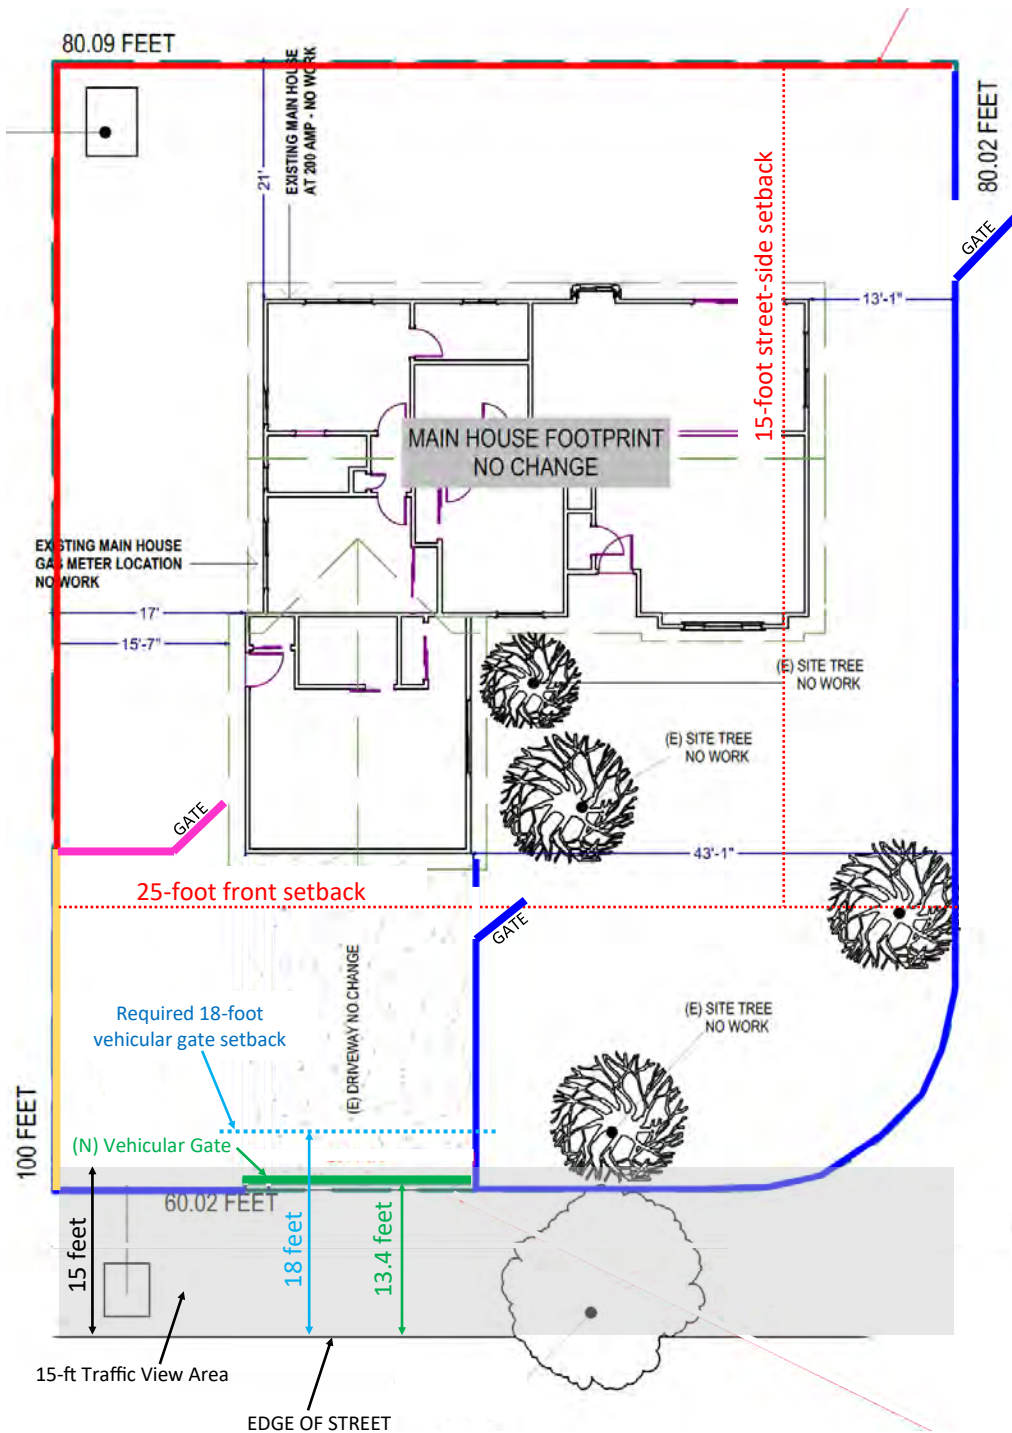 80.09 FEET
EXISTING MAIN HOUSE
AT 200 AMP - NO WORK
21'
80.02 FEET
15-foot street-side setback
GATE
13'-1"
MAIN HOUSE FOOTPRINT
NO CHANGE
EXISTING MAIN HOUSE
GAS METER LOCATION
NO WORK
17'
15'-7"
(E) SITE TREE
NO WORK
(E) SITE TREE
NO WORK
GATE
43'-1"
25-foot front setback
GATE
(E) DRIVEWAY NO CHANGE
Required 18-foot
vehicular gate setback
(E) SITE TREE
NO WORK
100 FEET
(N) Vehicular Gate
60.02 FEET
15 feet
18 feet
13.4 feet
15-ft Traffic View Area
EDGE OF STREET